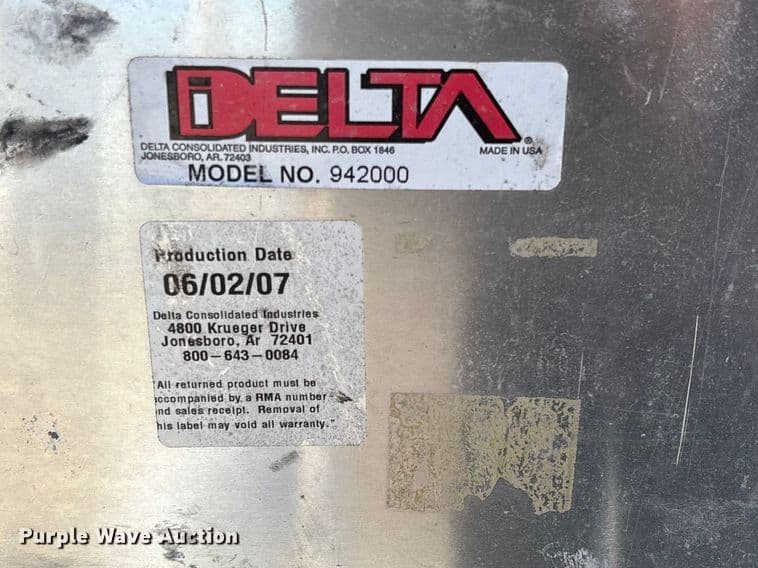 DELTA
®
DELTA CONSOLIDATED INDUSTRIES, INC. P.O. BOX 1846 MADE IN USA
JONESBORO, AR. 72403
MODEL NO. 942000
Production Date
06/02/07
Delta Consolidated Industries
4800 Krueger Drive
Jonesboro, Ar 72401
800-643-0084
"All returned product must be
accompanied by a RMA number
and sales receipt. Removal of
this label may void all warranty."
Purple Wave Auction